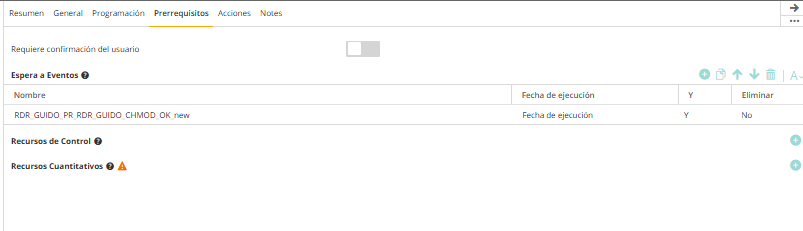 Resumen General Programación Prerrequisitos Acciones Notes
Requiere confirmación del usuario
Espera a Eventos
Nombre Fecha de ejecución Y Eliminar
RDR_GUIDO_PR_RDR_GUIDO_CHMOD_OK_new Fecha de ejecución Y No
Recursos de Control
Recursos Cuantitativos